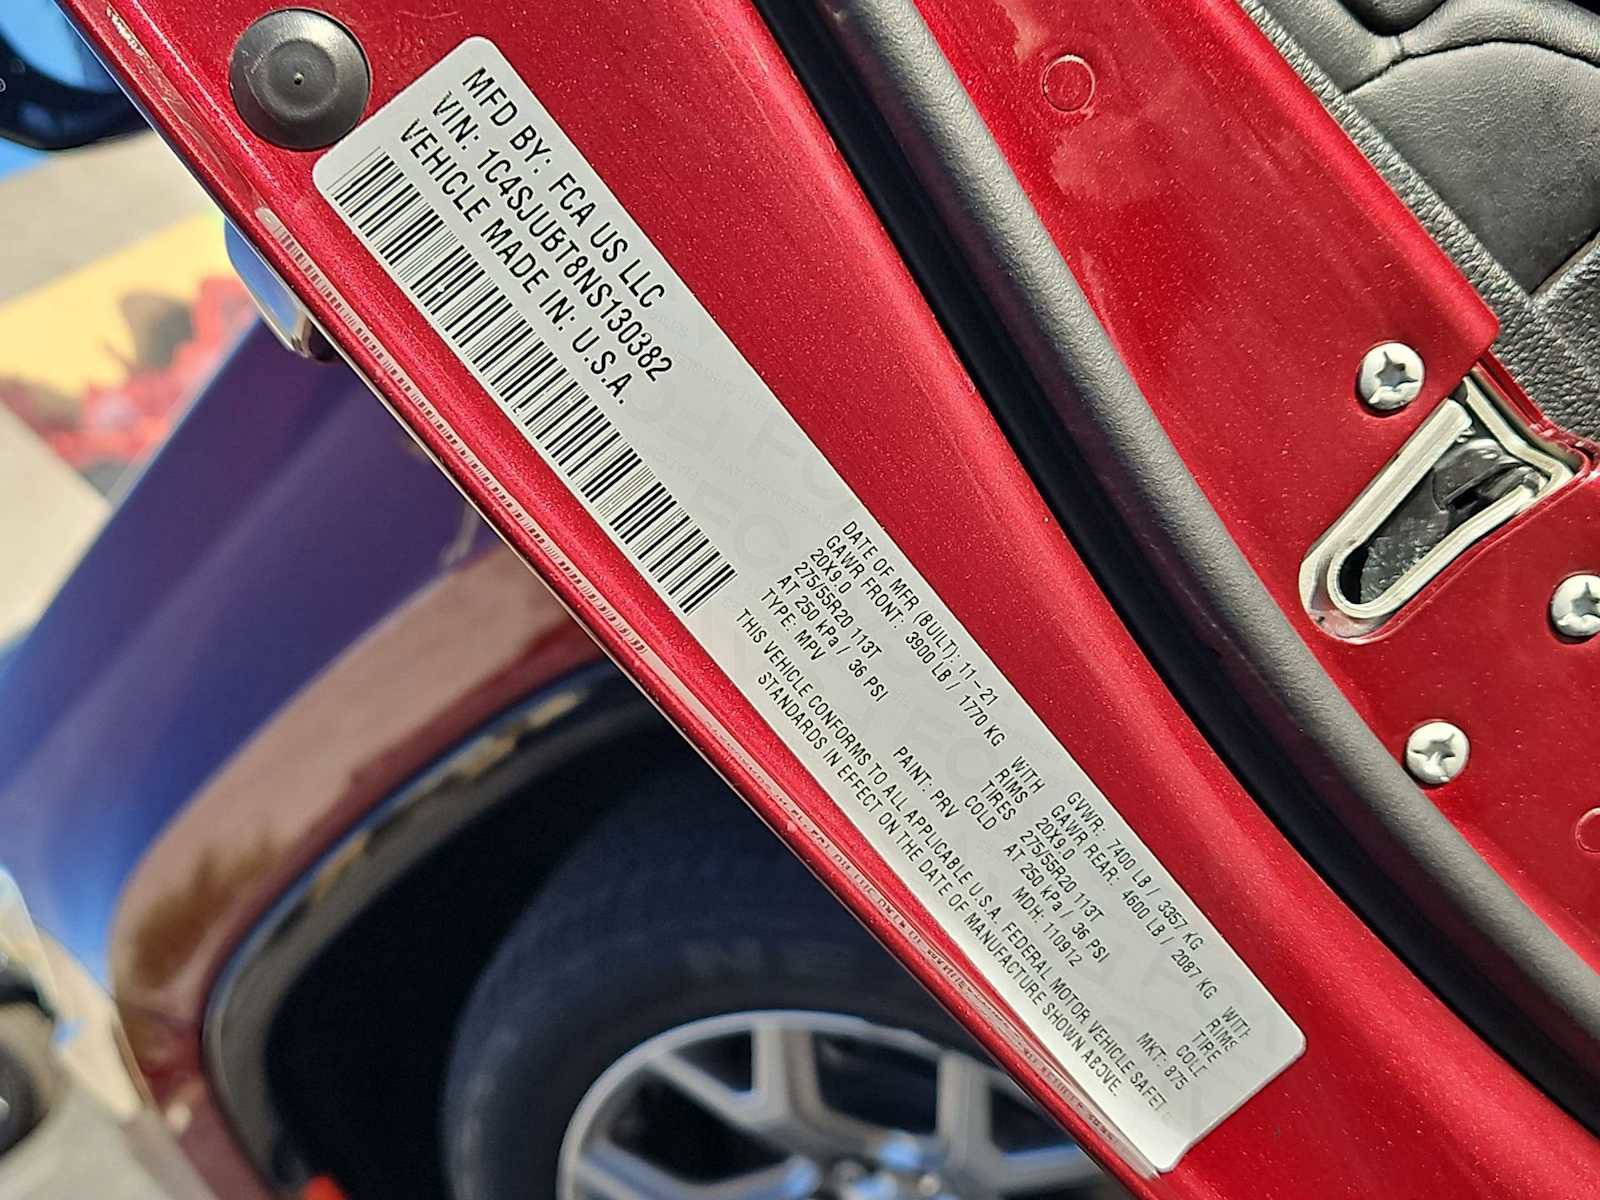 MFD BY: FCA US LLC
VIN: 1C4SJUBT8NS130382
VEHICLE MADE IN: U.S.A.
DATE OF MFR (BUILT): 11-21 GVWR: 7400 LB / 3357 KG
GAWR FRONT: 3900 LB / 1770 KG WITH GAWR REAR: 4600 LB / 2087 KG WITH
20X9.0 RIMS 20X9.0 RIMS
275/55R20 113T TIRES 275/55R20 113T TIRE
AT 250 kPa / 36 PSI COLD AT 250 kPa / 36 PSI COLD
TYPE: MPV PAINT: PRV MDH: 110912 MKT: 875
THIS VEHICLE CONFORMS TO ALL APPLICABLE U.S.A. FEDERAL MOTOR VEHICLE SAFET
STANDARDS IN EFFECT ON THE DATE OF MANUFACTURE SHOWN ABOVE.